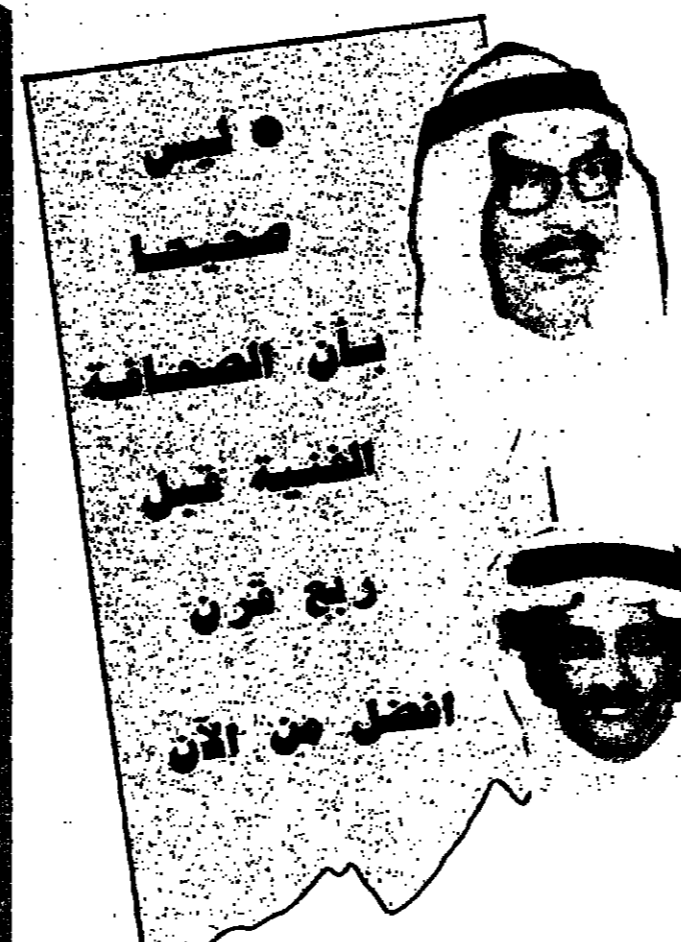 ● ليس
صحيحا
بأن الصحافة
الفنية قبل
ربع قرن
افضل من الآن